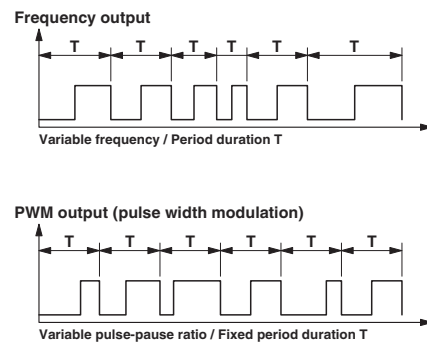 Frequency output
T T T T T T
Variable frequency / Period duration T
PWM output (pulse width modulation)
T T T T T T
Variable pulse-pause ratio / Fixed period duration T